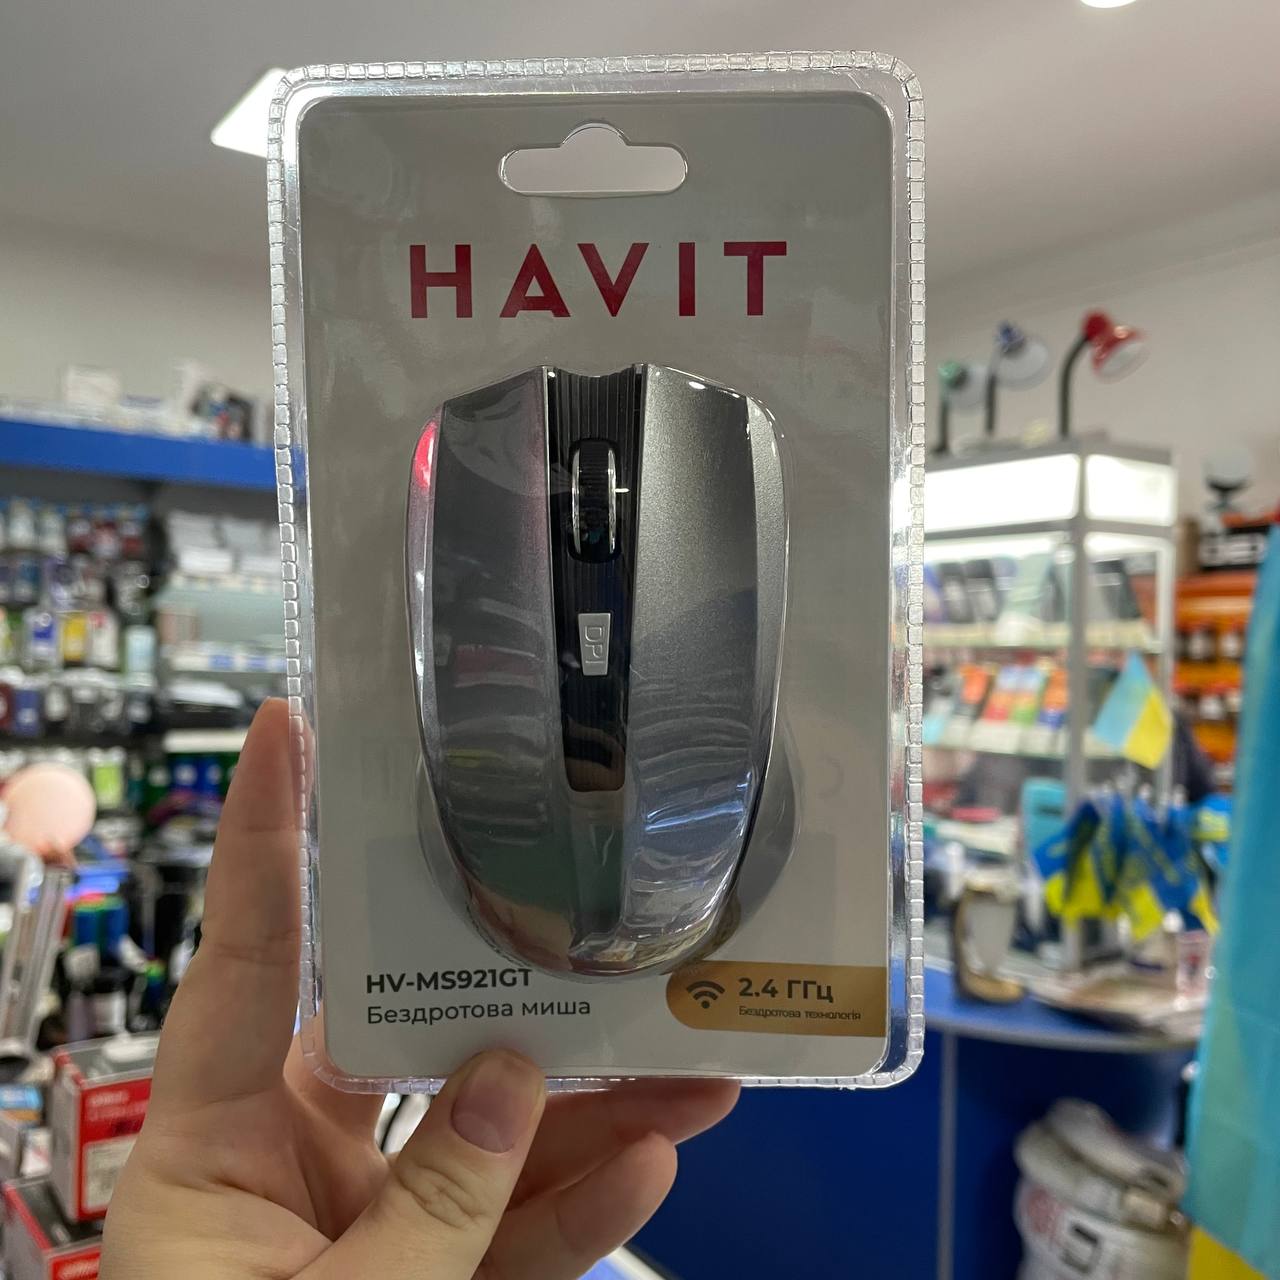 HAVIT
DPI
HV-MS921GT
Бездротова миша
2.4 ГГц
Бездротова технологія